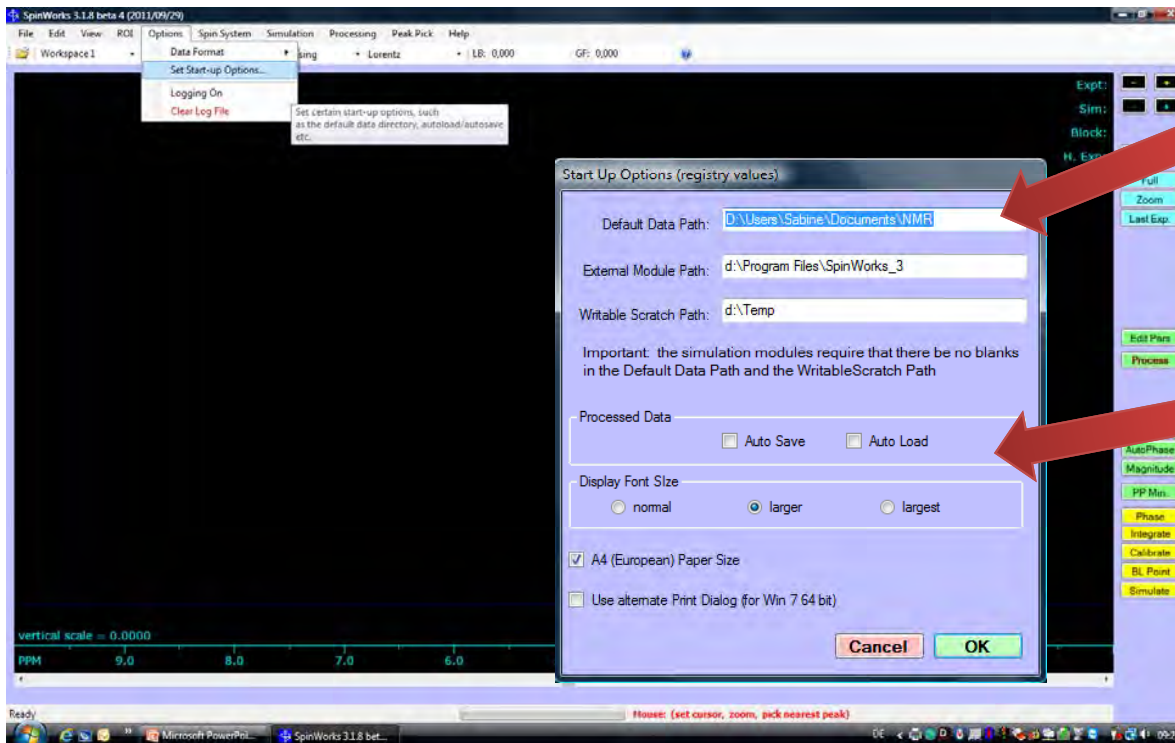 SpinWorks 3.1.8 beta 4 (2011/09/29)
File Edit View ROI Options Spin System Simulation Processing Peak Pick Help
Workspace 1 sing Lorentz LB: 0,000 GF: 0,000
Data Format
Set Start-up Options...
Logging On
Clear Log File
Set certain start-up options, such
as the default data directory, autoload/autosave
etc.
Expt:
Sim:
Block:
H. Exp
Full
Zoom
Last Exp.
Edit Pars
Process
AutoPhase
Magnitude
PP Min.
Phase
Integrate
Calibrate
BL Point
Simulate
Start Up Options (registry values)
Default Data Path: D:\Users\Sabine\Documents\NMR
External Module Path: d:\Program Files\SpinWorks_3
Writable Scratch Path: d:\Temp
Important: the simulation modules require that there be no blanks
in the Default Data Path and the WritableScratch Path
Processed Data
Auto Save Auto Load
Display Font SIze
normal larger largest
A4 (European) Paper Size
Use alternate Print Dialog (for Win 7 64 bit)
Cancel OK
vertical scale = 0.0000
PPM 9.0 8.0 7.0 6.0
Ready
Mouse: (set cursor, zoom, pick nearest peak)
Microsoft PowerPoi... SpinWorks 3.1.8 bet... DE